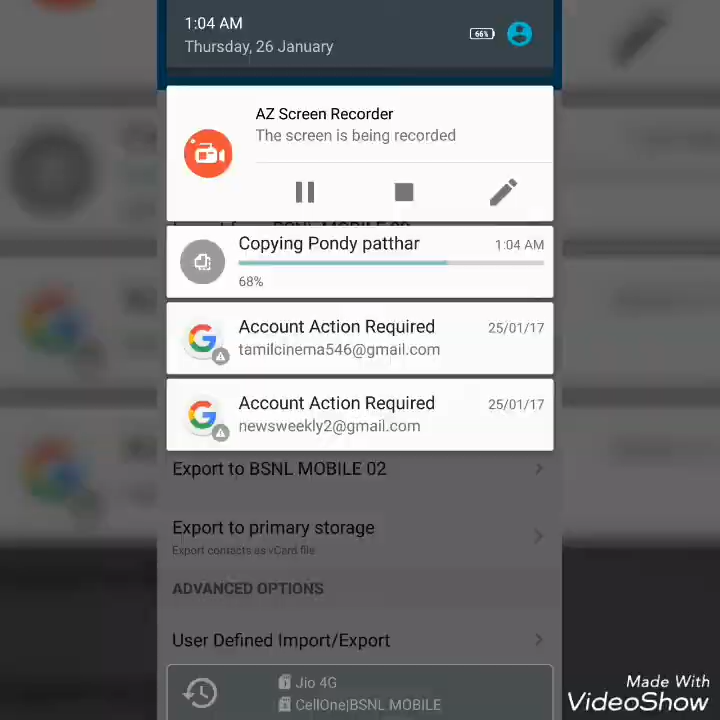 1:04 AM
Thursday, 26 January
66%
AZ Screen Recorder
The screen is being recorded
Copying Pondy patthar
1:04 AM
68%
Account Action Required
25/01/17
tamilcinema546@gmail.com
Account Action Required
25/01/17
newsweekly2@gmail.com
Export to BSNL MOBILE 02
Export to primary storage
Export contacts as vCard file
ADVANCED OPTIONS
User Defined Import/Export
Jio 4G
CellOne|BSNL MOBILE
Made With
VideoShow